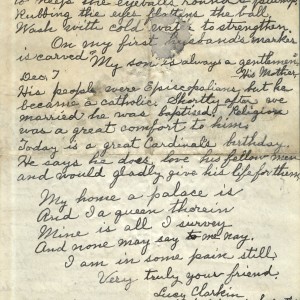 to keep the eyeballs round &
Rubbing the eyes flattens the ball
Wash with cold water to strengthen.
On my first husband's marker
is carved "My son is always a gentleman.
Dec. 7 His Mother.
His people were Episcopalians but he
became a catholic. Shortly after we
married he was baptised, Religion
was a great comfort to him,
Today is a great Cardinals birthday.
He says he does love his fellow men
and would gladly give his life for them
My home a palace is
And I a queen therein
Mine is all I survey
And none may say to me nay.
I am in some pain still
Very truly your friend,
Lucy Clarkin